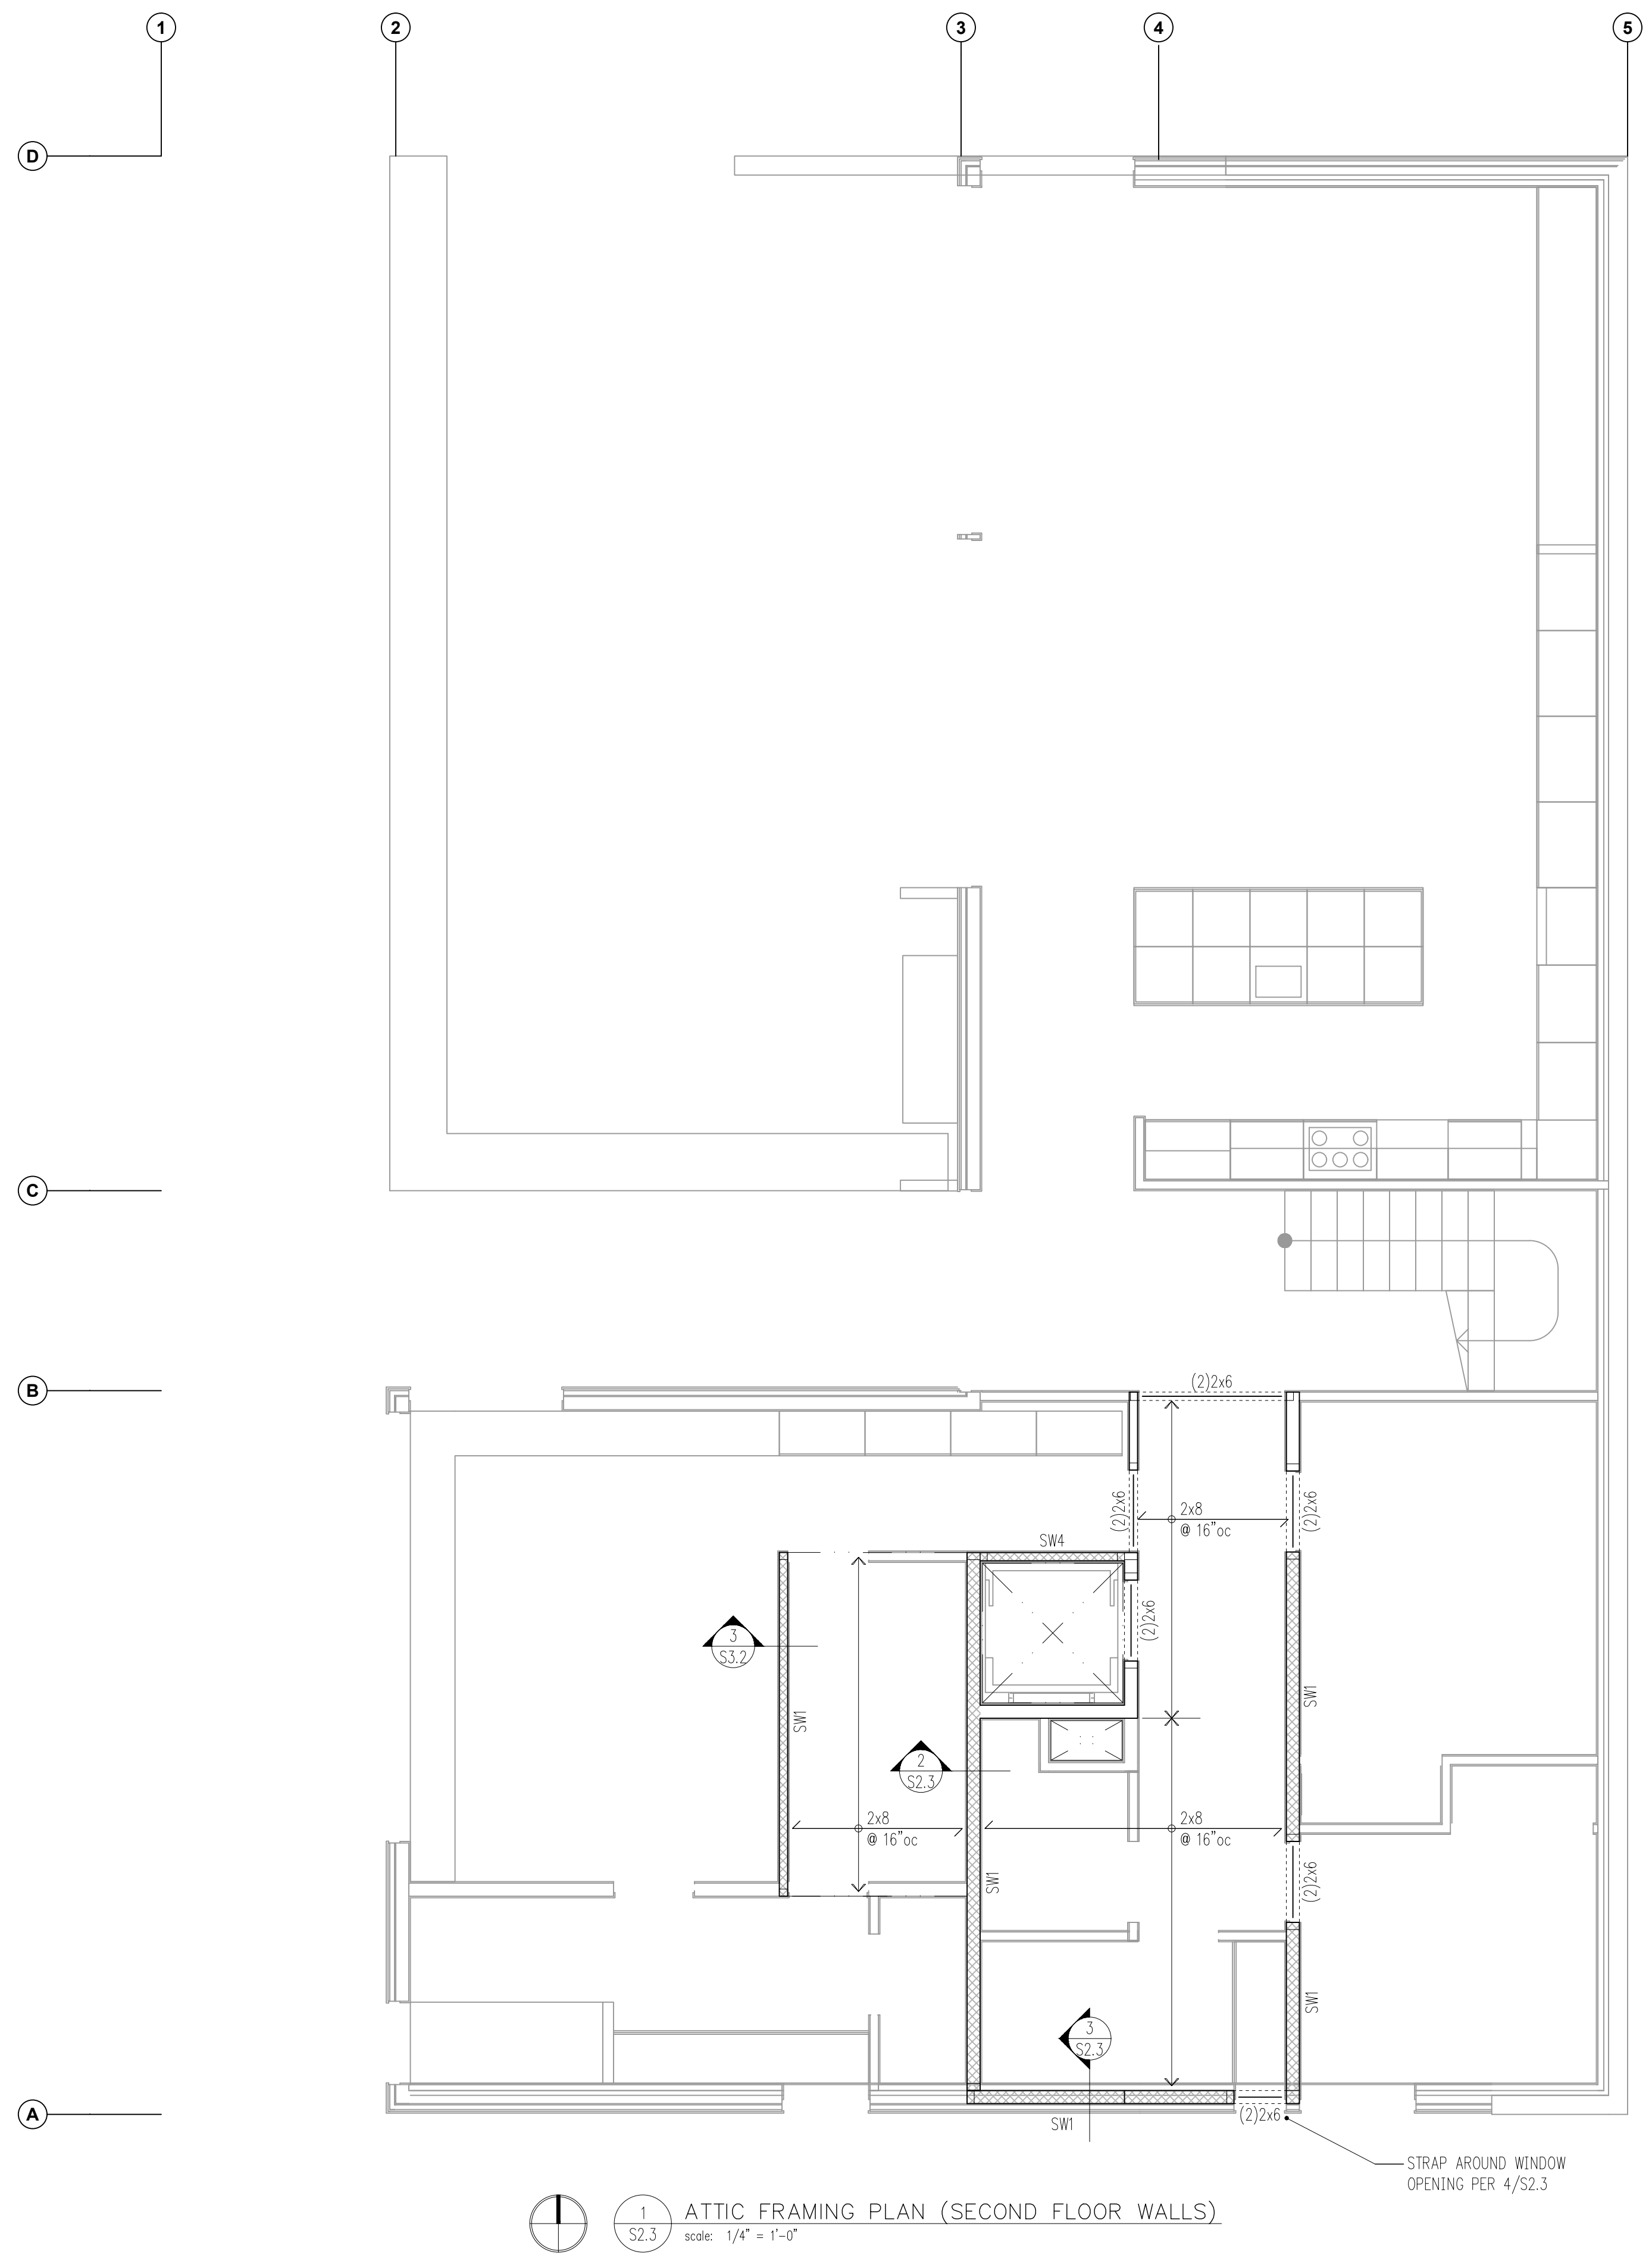 1
2
3
4
5
D
C
B
A
(2)2x6
(2)2x6
2x8
@ 16"oc
(2)2x6
SW4
(2)2x6
3
S3.2
SW1
SW1
2
S2.3
2x8
@ 16"oc
2x8
@ 16"oc
SW1
(2)2x6
SW1
3
S2.3
SW1
(2)2x6
STRAP AROUND WINDOW
OPENING PER 4/S2.3
1
S2.3
ATTIC FRAMING PLAN (SECOND FLOOR WALLS)
scale: 1/4" = 1'-0"